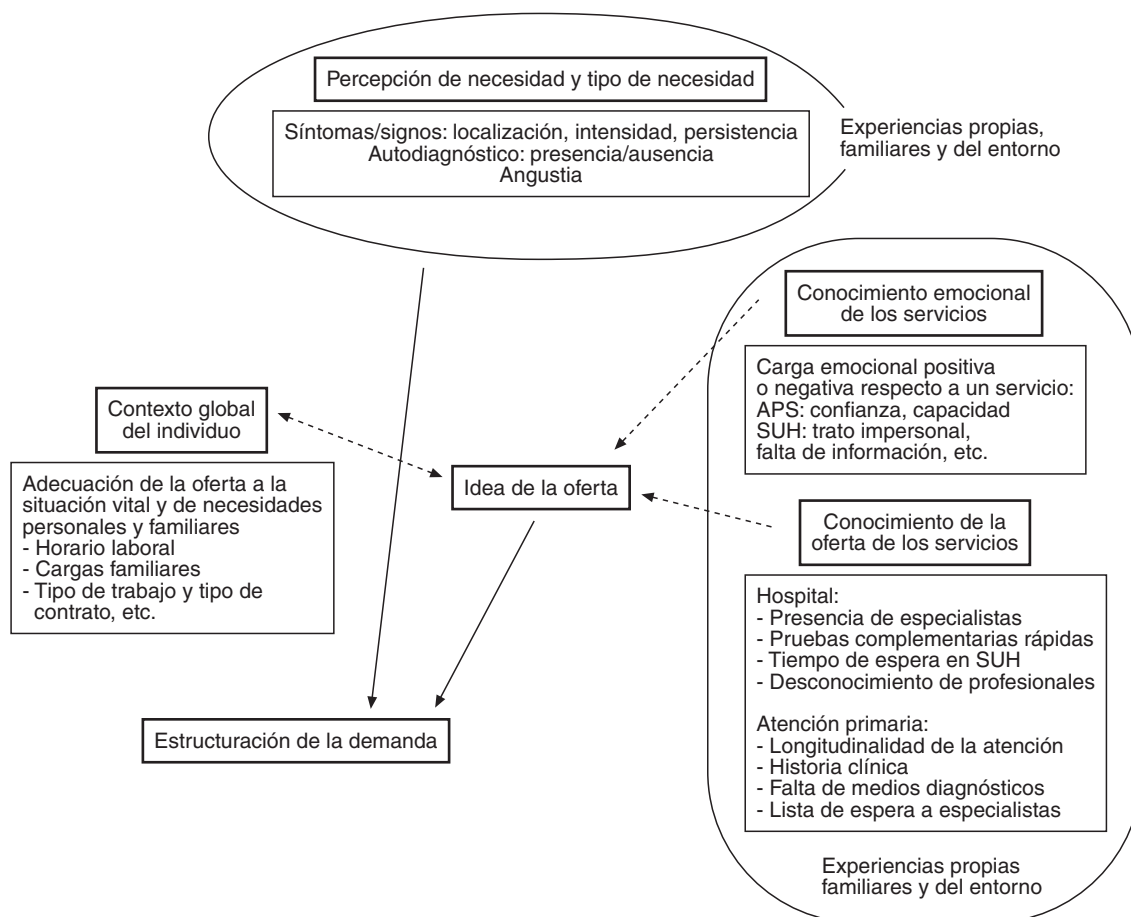 Percepción de necesidad y tipo de necesidad
Síntomas/signos: localización, intensidad, persistencia
Autodiagnóstico: presencia/ausencia
Angustia
Experiencias propias,
familiares y del entorno
Conocimiento emocional
de los servicios
Carga emocional positiva
o negativa respecto a un servicio:
APS: confianza, capacidad
SUH: trato impersonal,
falta de información, etc.
Contexto global
del individuo
Adecuación de la oferta a la
situación vital y de necesidades
personales y familiares
- Horario laboral
- Cargas familiares
- Tipo de trabajo y tipo de
contrato, etc.
Idea de la oferta
Conocimiento de la
oferta de los servicios
Hospital:
- Presencia de especialistas
- Pruebas complementarias rápidas
- Tiempo de espera en SUH
- Desconocimiento de profesionales
Atención primaria:
- Longitudinalidad de la atención
- Historia clínica
- Falta de medios diagnósticos
- Lista de espera a especialistas
Estructuración de la demanda
Experiencias propias
familiares y del entorno